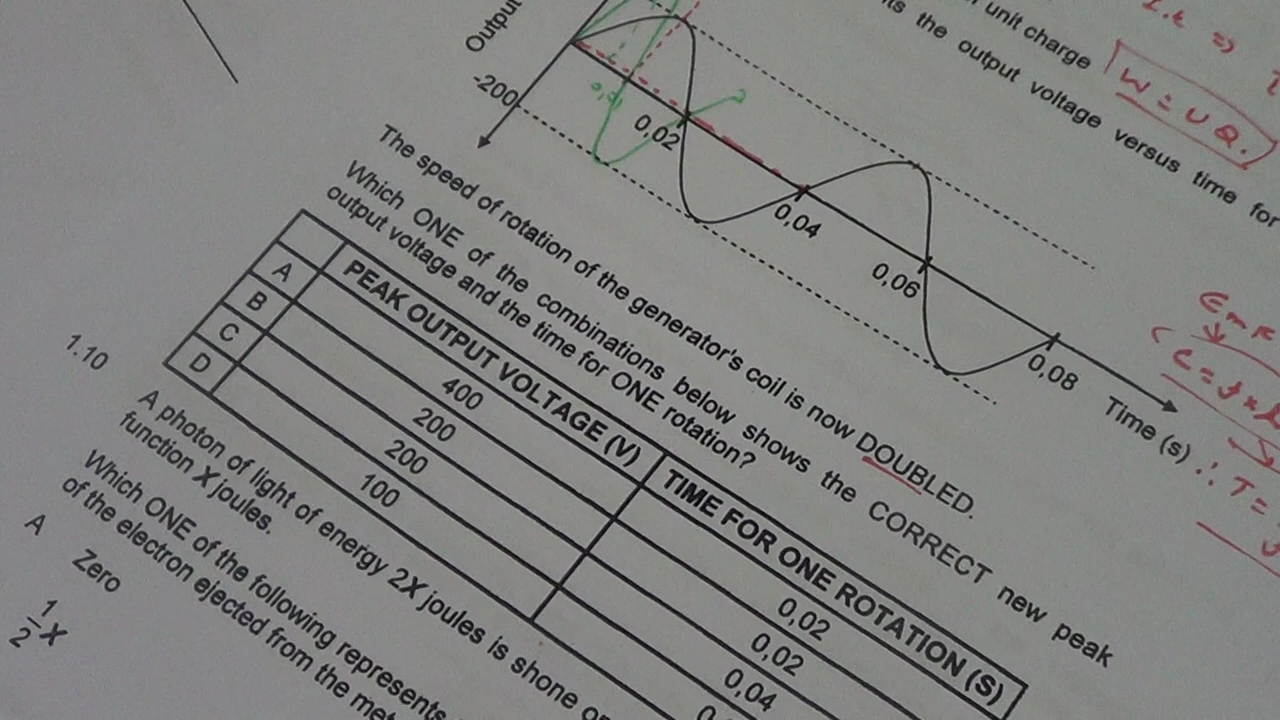 unit charge
the output voltage versus time for
W = UQ.
Output
-200
0,02
0,04
0,06
0,08
Time (s)
The speed of rotation of the generator's coil is now DOUBLED.
Which ONE of the combinations below shows the CORRECT new peak
output voltage and the time for ONE rotation?
PEAK OUTPUT VOLTAGE (V) TIME FOR ONE ROTATION (S)
A 400 0,02
B 200 0,02
C 200 0,04
D 100
1.10 A photon of light of energy 2X joules is shone
function X joules.
Which ONE of the following represents
of the electron ejected from the
A Zero
1/2 X